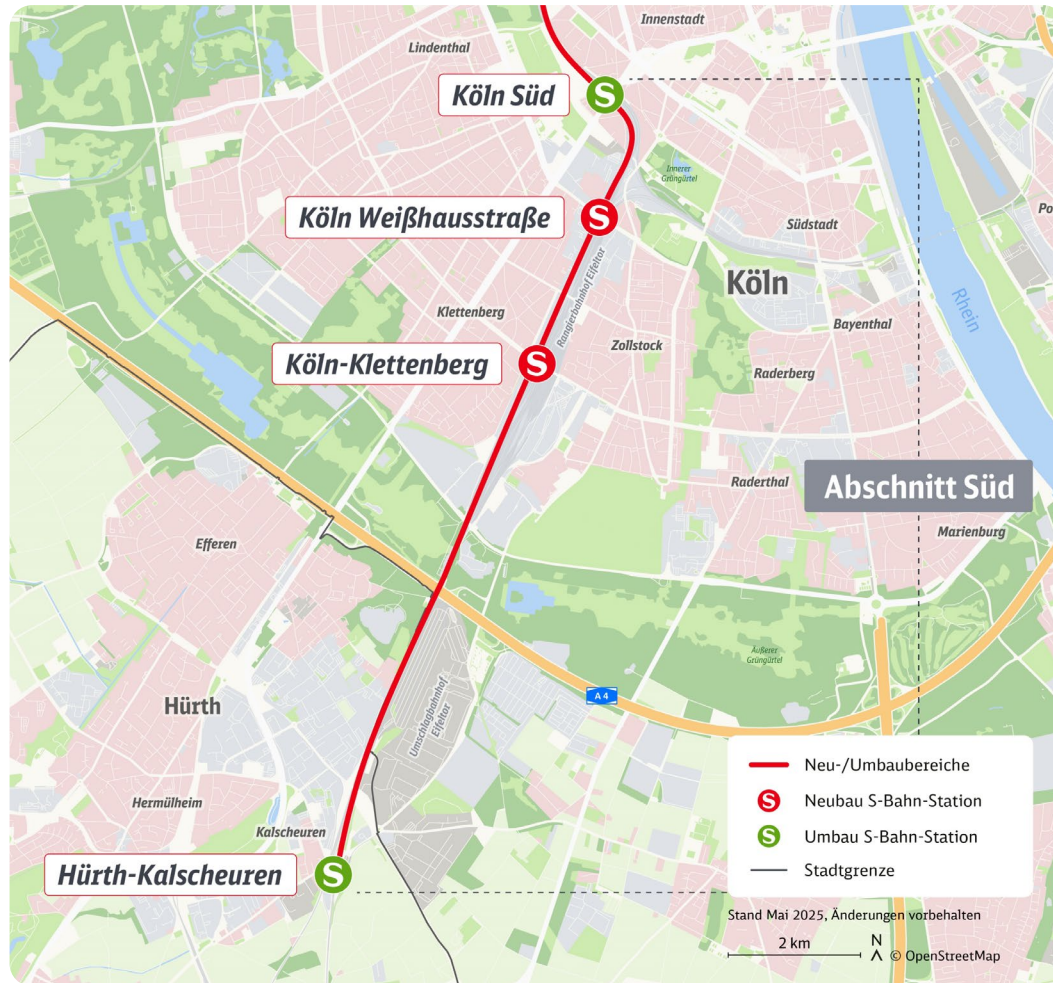 Innenstadt
Lindenthal
Köln Süd
S
Innerer
Grüngürtel
Köln Weißhausstraße
S
Südstadt
Rangierbahnhof Eifeltor
Köln
Rhein
Po
Klettenberg
Bayenthal
Zollstock
Köln-Klettenberg
S
Raderberg
Raderthal
Abschnitt Süd
Marienburg
Efferen
Äußerer
Grüngürtel
A 4
Hürth
Umschlagbahnhof
Eifeltor
Hermülheim
Kalscheuren
Hürth-Kalscheuren
S
Neu-/Umbaubereiche
S Neubau S-Bahn-Station
S Umbau S-Bahn-Station
Stadtgrenze
Stand Mai 2025, Änderungen vorbehalten
2 km
N
© OpenStreetMap